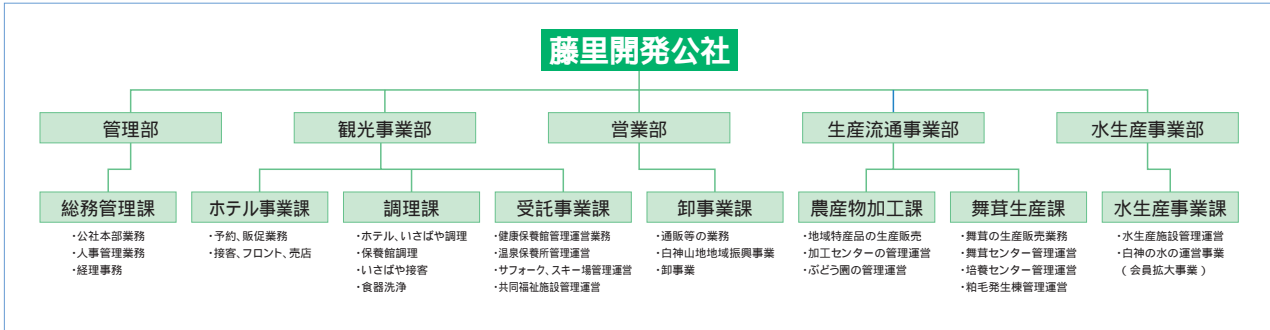 藤里開発公社
管理部
観光事業部
営業部
生産流通事業部
水生産事業部
総務管理課
・公社本部業務
・人事管理業務
・経理事務
ホテル事業課
・予約、販促業務
・接客、フロント、売店
調理課
・ホテル、いさばや調理
・保養館調理
・いさばや接客
・食器洗浄
受託事業課
・健康保養館管理運営業務
・温泉保養所管理運営
・サフォーク、スキー場管理運営
・共同福祉施設管理運営
卸事業課
・通販等の業務
・白神山地地域振興事業
・卸事業
農産物加工課
・地域特産品の生産販売
・加工センターの管理運営
・ぶどう園の管理運営
舞茸生産課
・舞茸の生産販売業務
・舞茸センター管理運営
・培養センター管理運営
・粕毛発生棟管理運営
水生産事業課
・水生産施設管理運営
・白神の水の運営事業
（会員拡大事業）